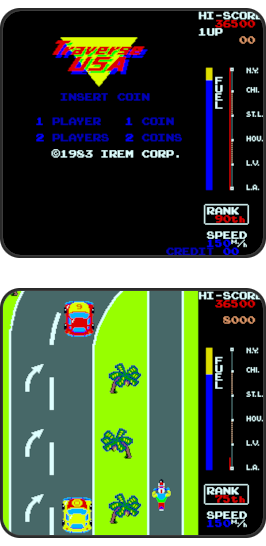 HI-SCORE
36500
1UP
00
Traverse
USA
INSERT COIN
1 PLAYER 1 COIN
2 PLAYERS 2 COINS
©1983 IREM CORP.
FUEL
N.Y.
CHI.
ST.L.
HOU.
L.V.
L.A.
RANK
90th
SPEED
150 M/h
CREDIT 00
HI-SCORE
36500
8000
9
FUEL
N.Y.
CHI.
ST.L.
HOU.
L.V.
L.A.
RANK
75th
SPEED